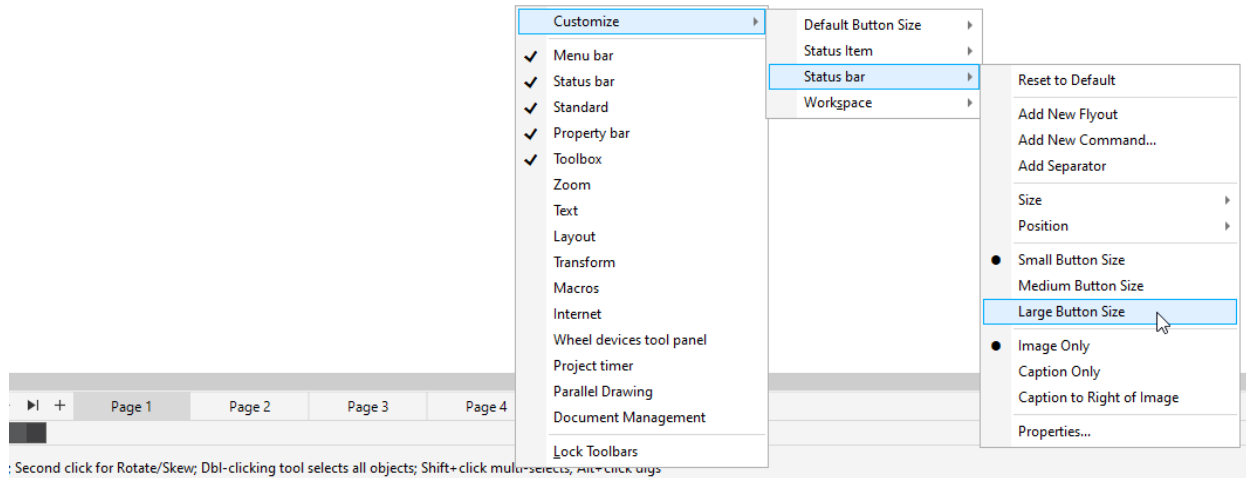 Customize
Menu bar
Status bar
Standard
Property bar
Toolbox
Zoom
Text
Layout
Transform
Macros
Internet
Wheel devices tool panel
Project timer
Parallel Drawing
Document Management
Lock Toolbars
Default Button Size
Status Item
Status bar
Workspace
Reset to Default
Add New Flyout
Add New Command...
Add Separator
Size
Position
Small Button Size
Medium Button Size
Large Button Size
Image Only
Caption Only
Caption to Right of Image
Properties...
Page 1 Page 2 Page 3 Page 4
; Second click for Rotate/Skew; Dbl-clicking tool selects all objects; Shift+click multi-selects; Alt+click digs